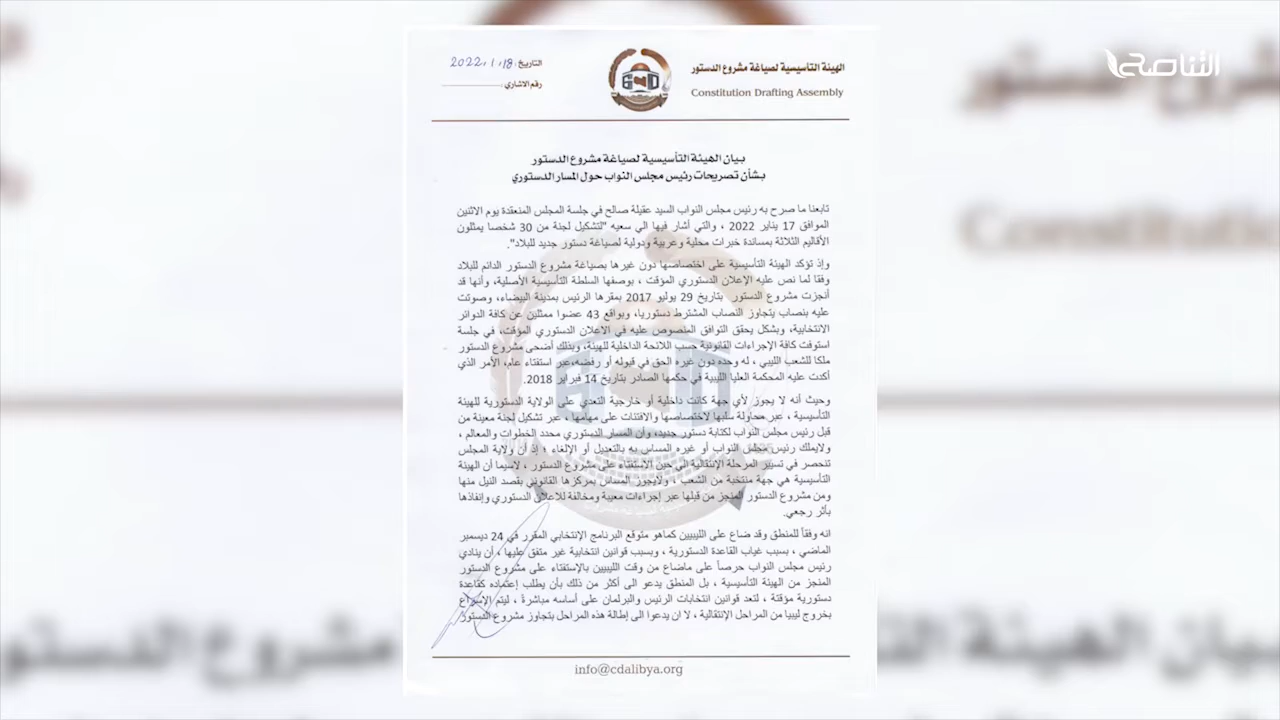 التناصح
التاريخ: 2022،1،18
رقم الاشاري:
الهيئة التأسيسية لصياغة مشروع الدستور
Constitution Drafting Assembly
بيان الهيئة التأسيسية لصياغة مشروع الدستور
بشأن تصريحات رئيس مجلس النواب حول المسار الدستوري
تابعنا ما صرح به رئيس مجلس النواب السيد عقيلة صالح في جلسة المجلس المنعقدة يوم الاثنين
الموافق 17 يناير 2022 ، والتي أشار فيها الي سعيه "لتشكيل لجنة من 30 شخصا يمثلون
الأقاليم الثلاثة بمساندة خبرات محلية وعربية ودولية لصياغة دستور جديد للبلاد".
وإذ تؤكد الهيئة التأسيسية على اختصاصها دون غيرها بصياغة مشروع الدستور الدائم للبلاد
وفقا لما نص عليه الإعلان الدستوري المؤقت ، بوصفها السلطة التأسيسية الأصلية، وأنها قد
أنجزت مشروع الدستور بتاريخ 29 يوليو 2017 بمقرها الرئيس بمدينة البيضاء، وصوتت
عليه بنصاب يتجاوز النصاب المشترط دستوريا، وبواقع 43 عضوا ممثلين عن كافة الدوائر
الانتخابية، وبشكل يحقق التوافق المنصوص عليه في الاعلان الدستوري المؤقت، في جلسة
استوفت كافة الإجراءات القانونية حسب اللائحة الداخلية للهيئة، وبذلك أضحى مشروع الدستور
ملكا للشعب الليبي ، له وحده دون غيره الحق في قبوله أو رفضه،عبر استفتاء عام، الأمر الذي
أكدت عليه المحكمة العليا الليبية في حكمها الصادر بتاريخ 14 فبراير 2018.
وحيث أنه لا يجوز لأي جهة كانت داخلية أو خارجية التعدي على الولاية الدستورية للهيئة
التأسيسية ، عبر محاولة سلبها لاختصاصها والافتئات على مهامها ، عبر تشكيل لجنة معينة من
قبل رئيس مجلس النواب لكتابة دستور جديد، وأن المسار الدستوري محدد الخطوات والمعالم ،
ولايملك رئيس مجلس النواب أو غيره المساس به بالتعديل أو الإلغاء ؛ إذ أن ولاية المجلس
تنحصر في تسيير المرحلة الإنتقالية الى حين الاستفتاء على مشروع الدستور ، لاسيما أن الهيئة
التأسيسية هي جهة منتخبة من الشعب ، ولايجوز المساس بمركزها القانوني بقصد النيل منها
ومن مشروع الدستور المنجز من قبلها عبر إجراءات معيبة ومخالفة للاعلان الدستوري وإنفاذها
بأثر رجعي.
انه وفقاً للمنطق وقد ضاع على الليبيين كماهو متوقع البرنامج الإنتخابي المقرر في 24 ديسمبر
الماضي ، بسبب غياب القاعدة الدستورية ، وبسبب قوانين انتخابية غير متفق عليها ، أن ينادي
رئيس مجلس النواب حرصاً على ماضاع من وقت الليبيين بالإستفتاء على مشروع الدستور
المنجز من الهيئة التأسيسية ، بل المنطق يدعو الى أكثر من ذلك بأن يطلب إعتماده كقاعدة
دستورية مؤقتة ، لتعد قوانين انتخابات الرئيس والبرلمان على أساسه مباشرة ، ليتم الإسراع
بخروج ليبيا من المراحل الإنتقالية ، لا ان يدعوا الى إطالة هذه المراحل بتجاوز مشروع الدستور
info@cdalibya.org